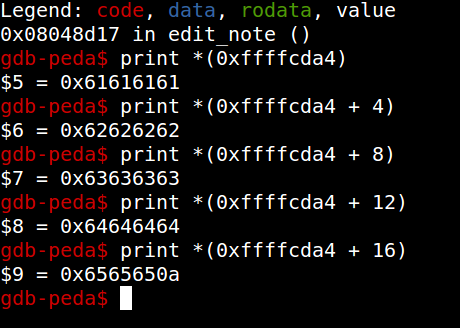 Legend: code, data, rodata, value
0x08048d17 in edit_note ()
gdb-peda$ print *(0xffffcda4)
$5 = 0x61616161
gdb-peda$ print *(0xffffcda4 + 4)
$6 = 0x62626262
gdb-peda$ print *(0xffffcda4 + 8)
$7 = 0x63636363
gdb-peda$ print *(0xffffcda4 + 12)
$8 = 0x64646464
gdb-peda$ print *(0xffffcda4 + 16)
$9 = 0x6565650a
gdb-peda$